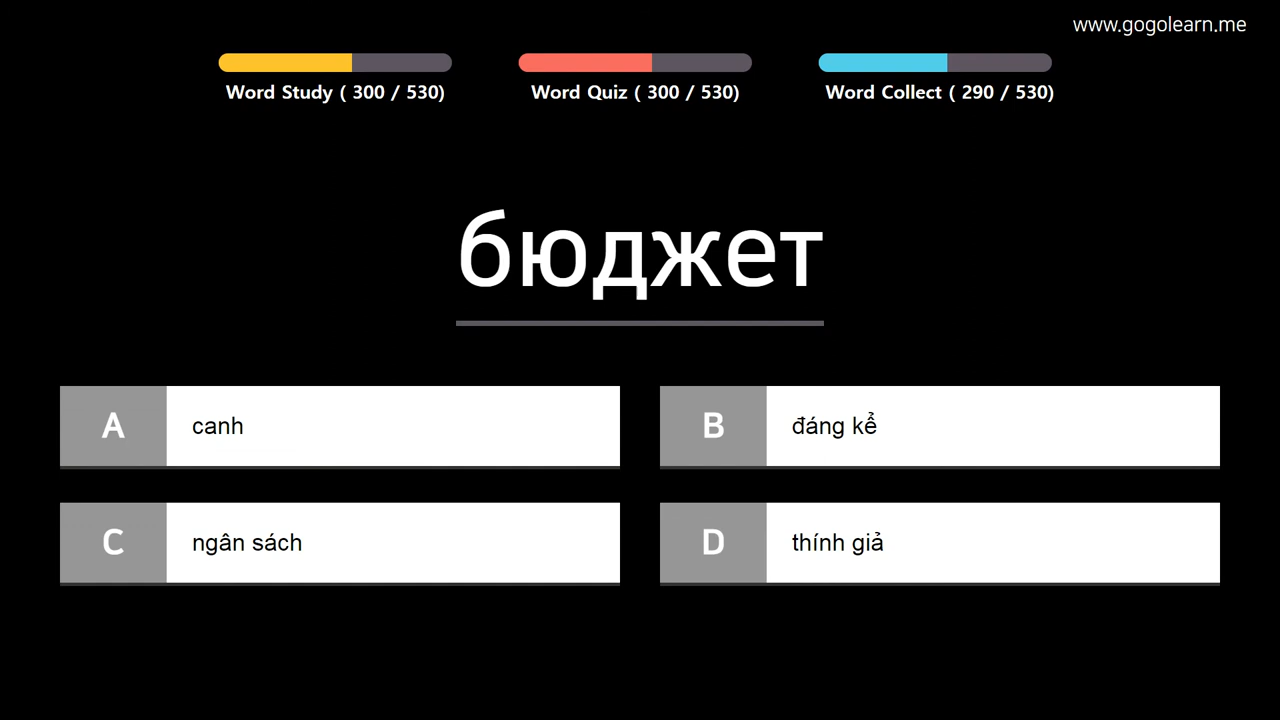 www.gogolearn.me
Word Study ( 300 / 530)
Word Quiz ( 300 / 530)
Word Collect ( 290 / 530)
бюджет
A canh
B đáng kể
C ngân sách
D thính giả